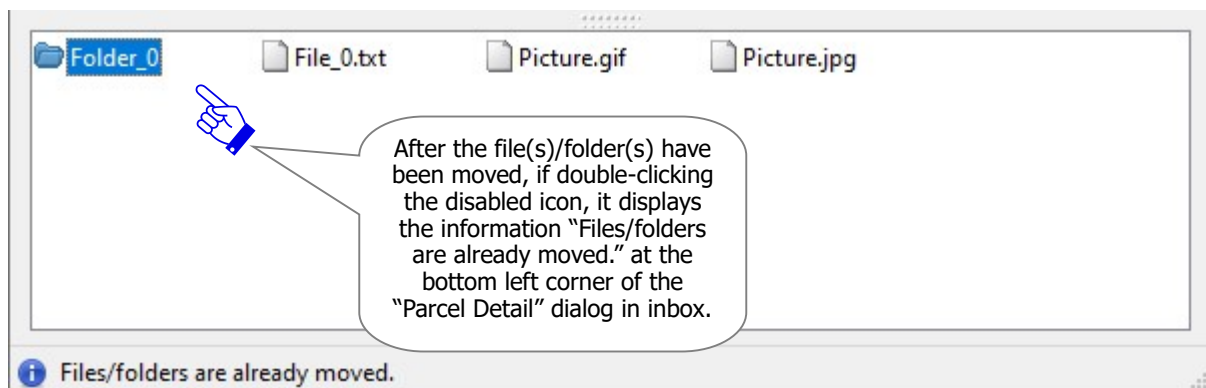 Folder_0 File_0.txt Picture.gif Picture.jpg
After the file(s)/folder(s) have
been moved, if double-clicking
the disabled icon, it displays
the information “Files/folders
are already moved.” at the
bottom left corner of the
“Parcel Detail” dialog in inbox.
Files/folders are already moved.